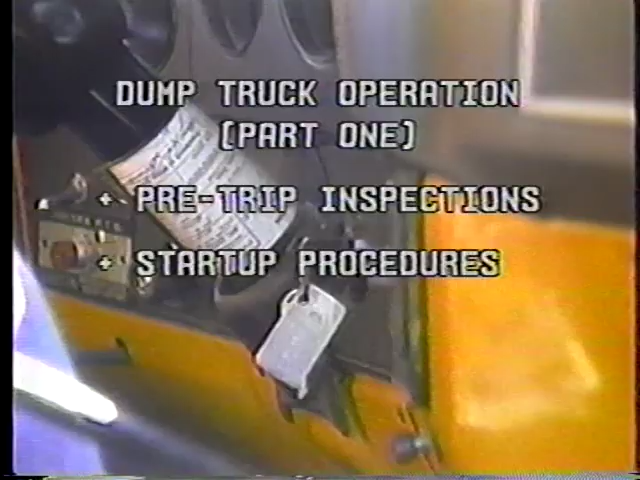 DUMP TRUCK OPERATION
(PART ONE)
+ PRE-TRIP INSPECTIONS
+ STARTUP PROCEDURES